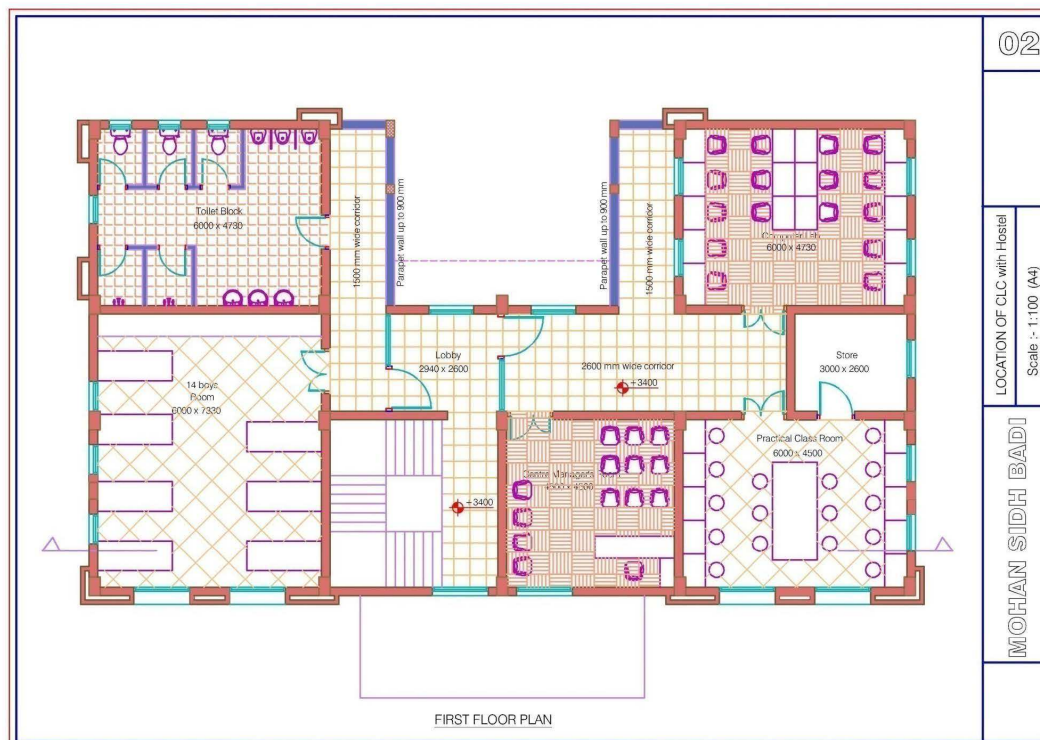 02
Toilet Block
6000 x 4730
1500 mm wide corridor
Parapet wall up to 900 mm
Parapet wall up to 900 mm
1500 mm wide corridor
6000 x 4730
LOCATION OF CLC with Hostel
Scale :- 1:100 (A4)
14 boys
Room
6000 x 7330
Lobby
2940 x 2600
2600 mm wide corridor
+3400
Store
3000 x 2600
Practical Class Room
6000 x 4500
Centre Manager's
+3400
MOHAN SIDH BADI
FIRST FLOOR PLAN